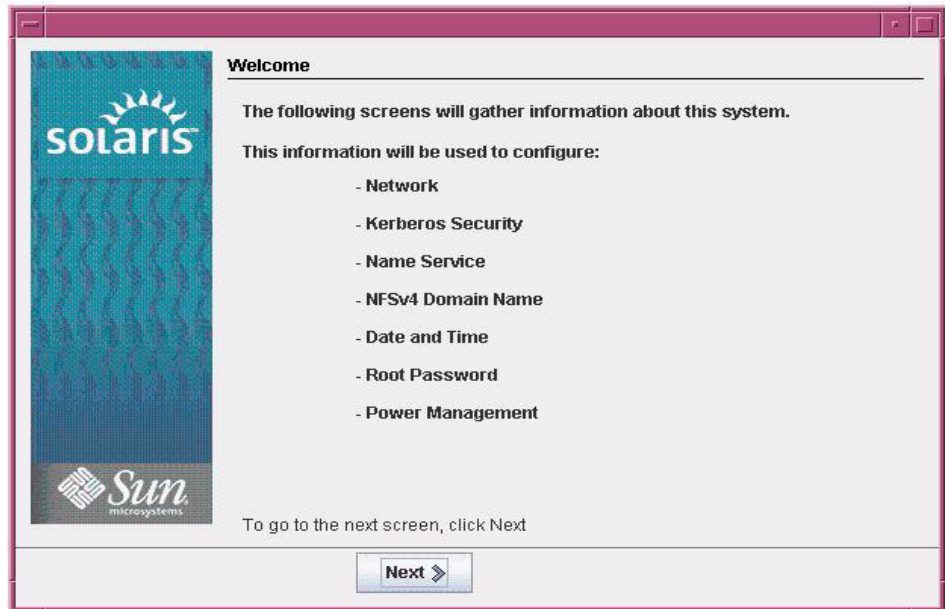 solaris™
Sun
microsystems
Welcome
The following screens will gather information about this system.
This information will be used to configure:
- Network
- Kerberos Security
- Name Service
- NFSv4 Domain Name
- Date and Time
- Root Password
- Power Management
To go to the next screen, click Next
Next